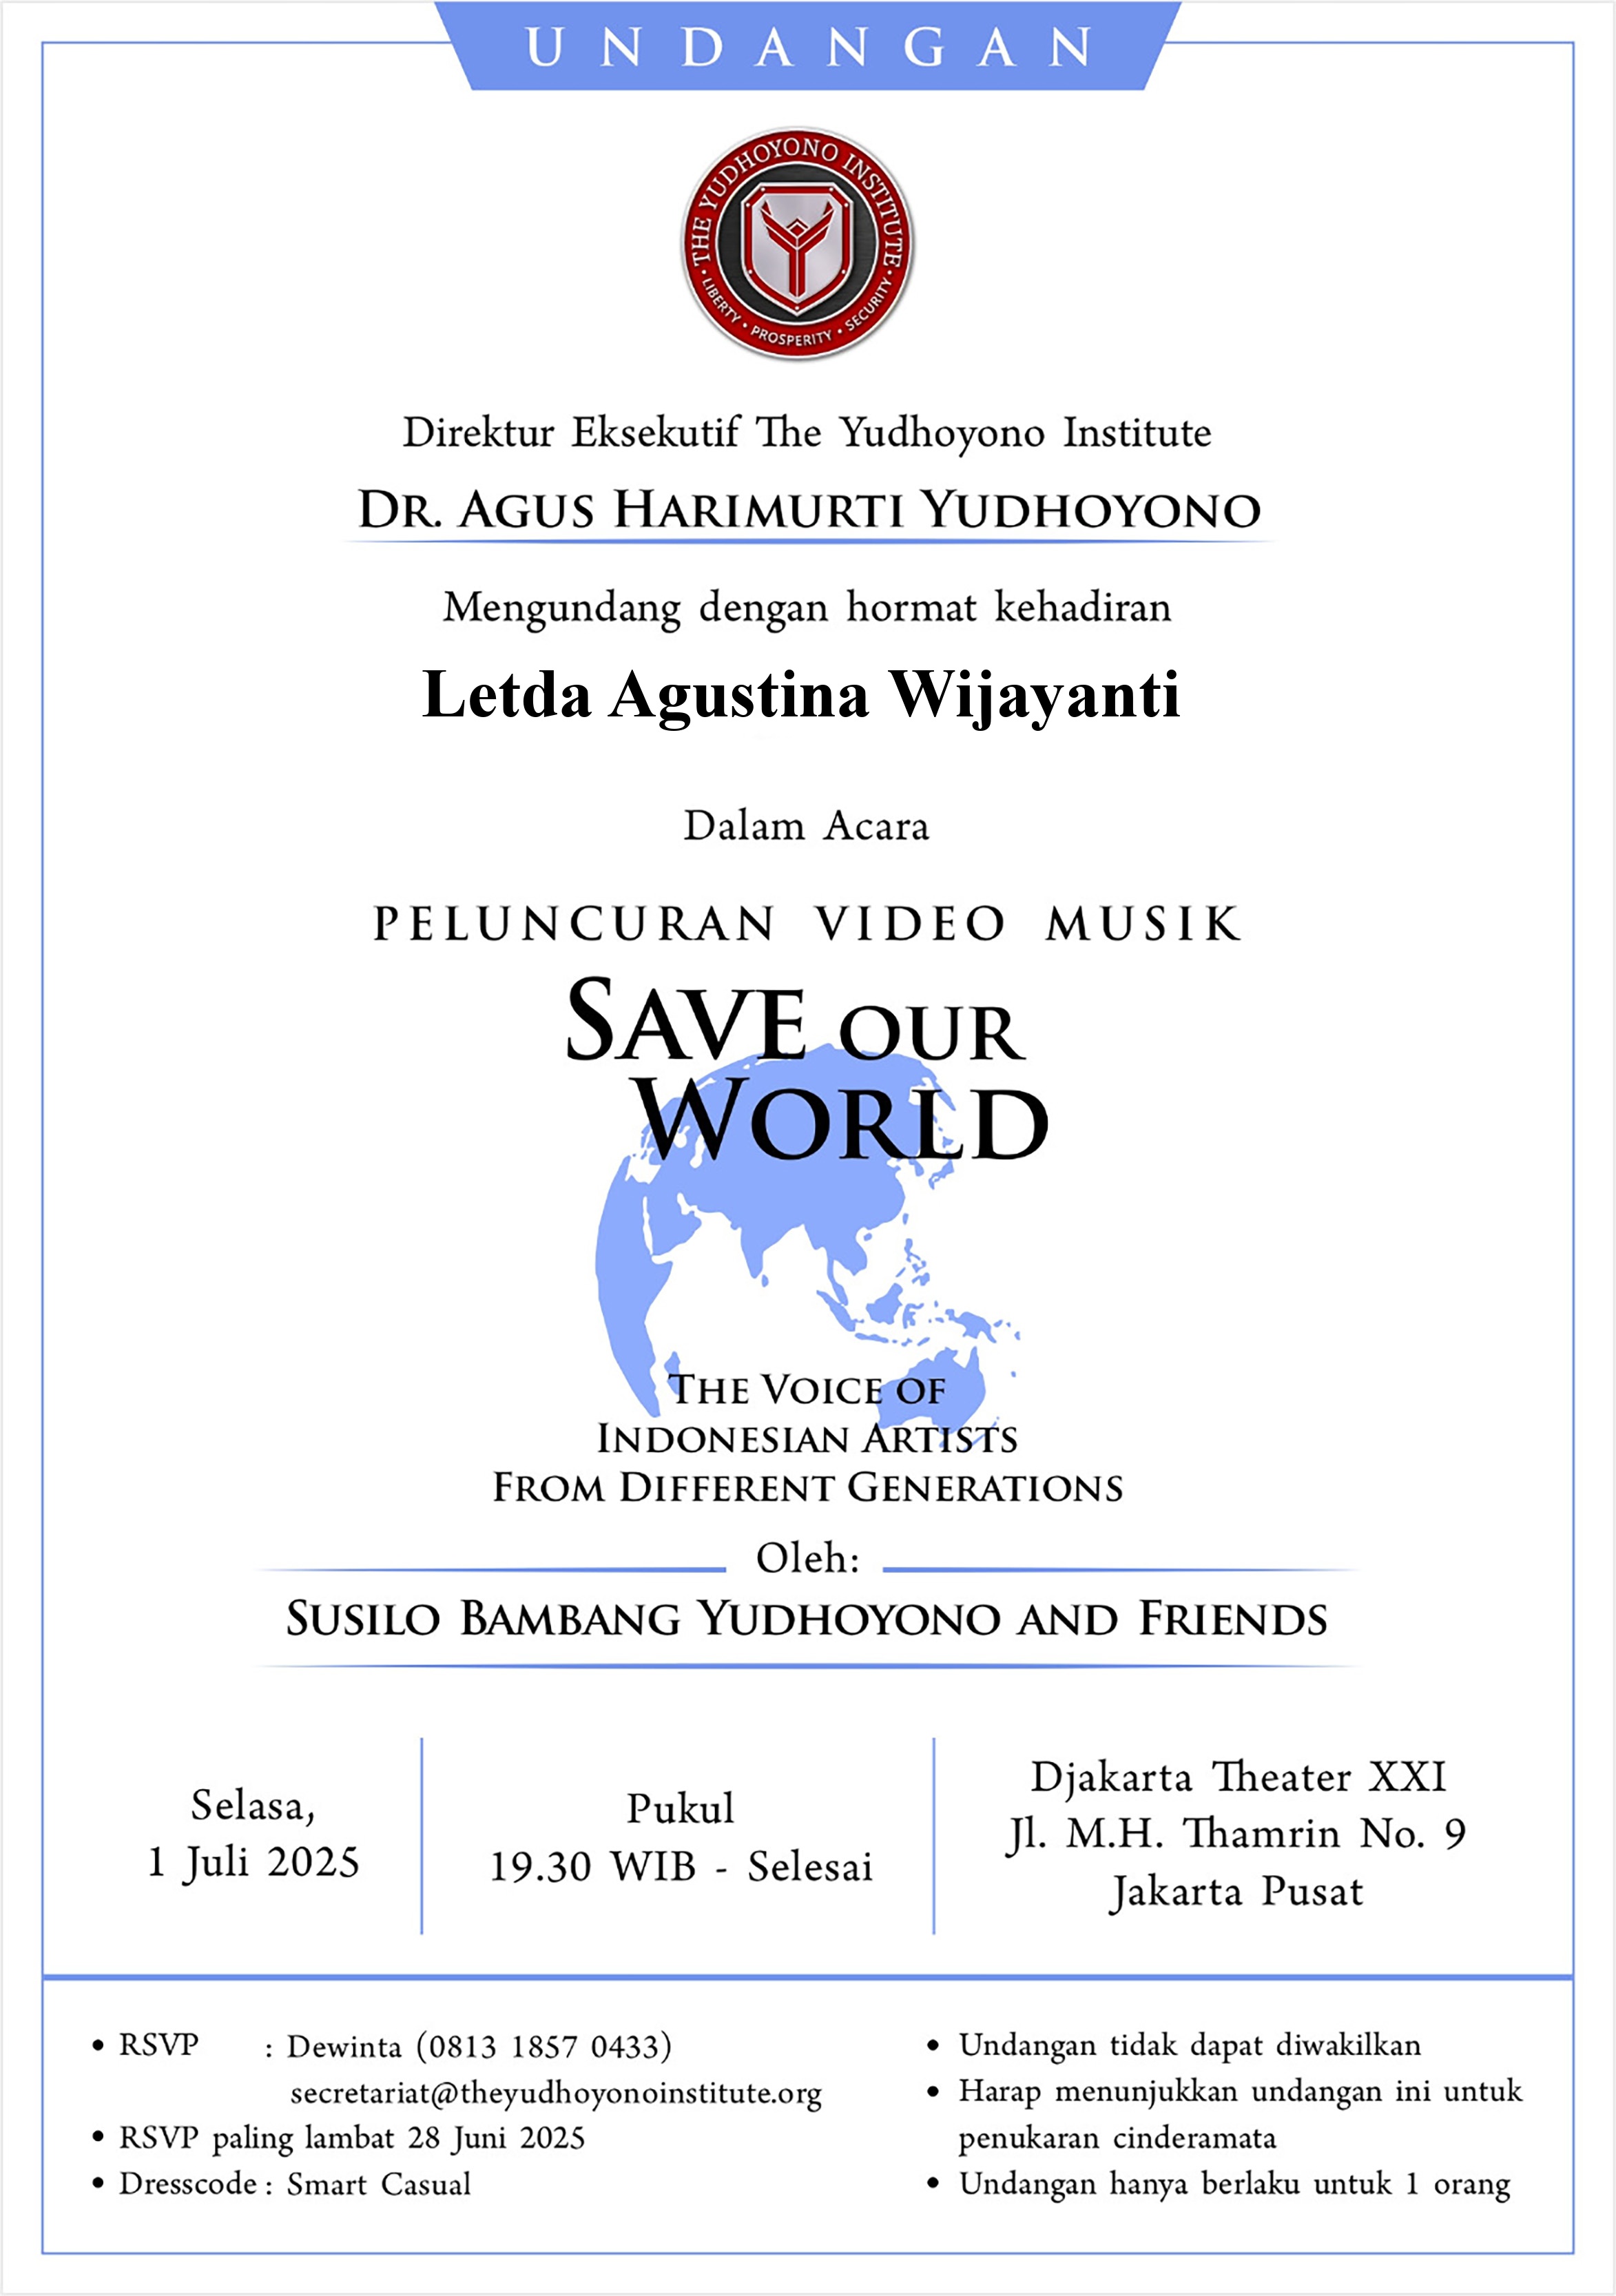 UNDANGAN
THE YUDHOYONO INSTITUTE
LIBERTY • PROSPERITY • SECURITY
Direktur Eksekutif The Yudhoyono Institute
DR. AGUS HARIMURTI YUDHOYONO
Mengundang dengan hormat kehadiran
Letda Agustina Wijayanti
Dalam Acara
PELUNCURAN VIDEO MUSIK
SAVE OUR
WORLD
THE VOICE OF
INDONESIAN ARTISTS
FROM DIFFERENT GENERATIONS
Oleh:
SUSILO BAMBANG YUDHOYONO AND FRIENDS
Selasa,
1 Juli 2025
Pukul
19.30 WIB - Selesai
Djakarta Theater XXI
Jl. M.H. Thamrin No. 9
Jakarta Pusat
• RSVP : Dewinta (0813 1857 0433)
secretariat@theyudhoyonoinstitute.org
• RSVP paling lambat 28 Juni 2025
• Dresscode : Smart Casual
• Undangan tidak dapat diwakilkan
• Harap menunjukkan undangan ini untuk
penukaran cinderamata
• Undangan hanya berlaku untuk 1 orang